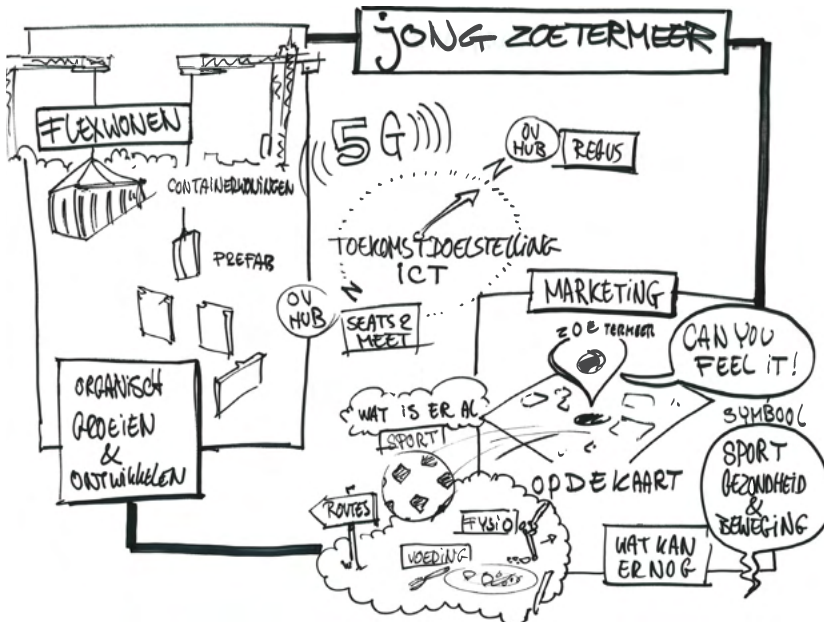 JONG ZOETERMEER
FLEXWONEN
CONTAINERWONINGEN
PREFAB
ORGANISCH
GROEIEN
&
ONTWIKKELEN
5G
OV
HUB
REGUS
TOEKOMSTDOELSTELLING
ICT
OV
HUB
SEATS2
MEET
MARKETING
ZOETERMEER
CAN YOU
FEEL IT!
SYMBOOL
OP DE KAART
WAT IS ER AL
SPORT
ROUTES
FYSIO
VOEDING
SPORT
GEZONDHEID
&
BEWEGING
WAT KAN
ER NOG